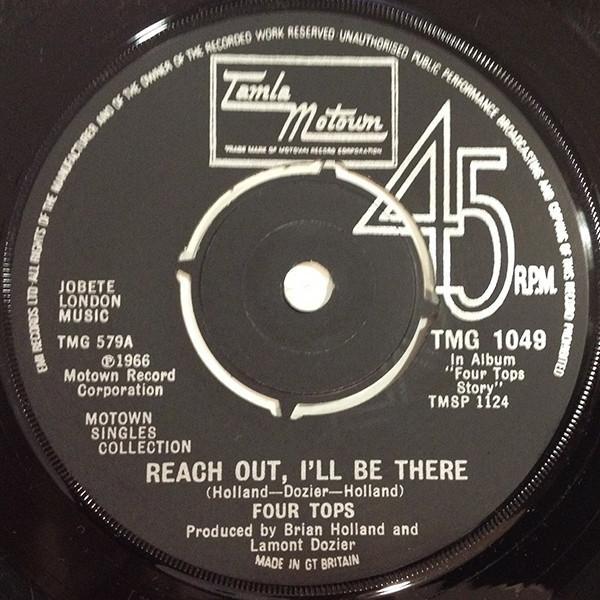 EMI RECORDS LTD·ALL RIGHTS OF THE MANUFACTURER AND OF THE OWNER OF THE RECORDED WORK RESERVED·UNAUTHORISED PUBLIC PERFORMANCE BROADCASTING AND COPYING OF THIS RECORD PROHIBITED
Tamla
Motown
TRADE MARK OF MOTOWN RECORD CORPORATION
45
R.P.M.
JOBETE
LONDON
MUSIC
TMG 579A
℗1966
Motown Record
Corporation
MOTOWN
SINGLES
COLLECTION
TMG 1049
In Album
"Four Tops
Story"
TMSP 1124
REACH OUT, I'LL BE THERE
(Holland—Dozier—Holland)
FOUR TOPS
Produced by Brian Holland and
Lamont Dozier
MADE IN GT BRITAIN